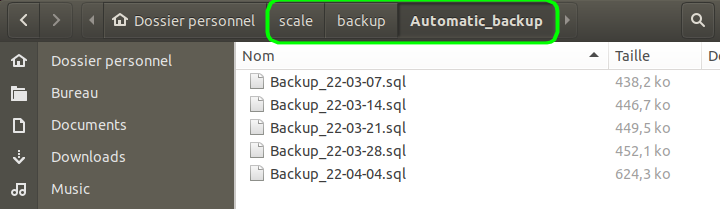 Dossier personnel scale backup Automatic_backup
Dossier personnel
Bureau
Documents
Downloads
Music
Nom Taille
Backup_22-03-07.sql 438,2 ko
Backup_22-03-14.sql 446,7 ko
Backup_22-03-21.sql 449,5 ko
Backup_22-03-28.sql 452,1 ko
Backup_22-04-04.sql 624,3 ko